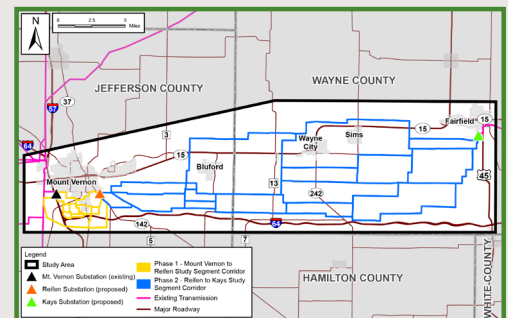 N
0 2.5 5
Miles
JEFFERSON COUNTY
WAYNE COUNTY
37
57
64
3
15
15
15
Fairfield
Wayne
City
Sims
Bluford
Mount Vernon
13
242
45
142
64
5
7
HAMILTON COUNTY
WHITE COUNTY
Legend
Study Area
Mt. Vernon Substation (existing)
Reifen Substation (proposed)
Kays Substation (proposed)
Phase 1 - Mount Vernon to
Reifen Study Segment Corridor
Phase 2 - Reifen to Kays Study
Segment Corridor
Existing Transmission
Major Roadway